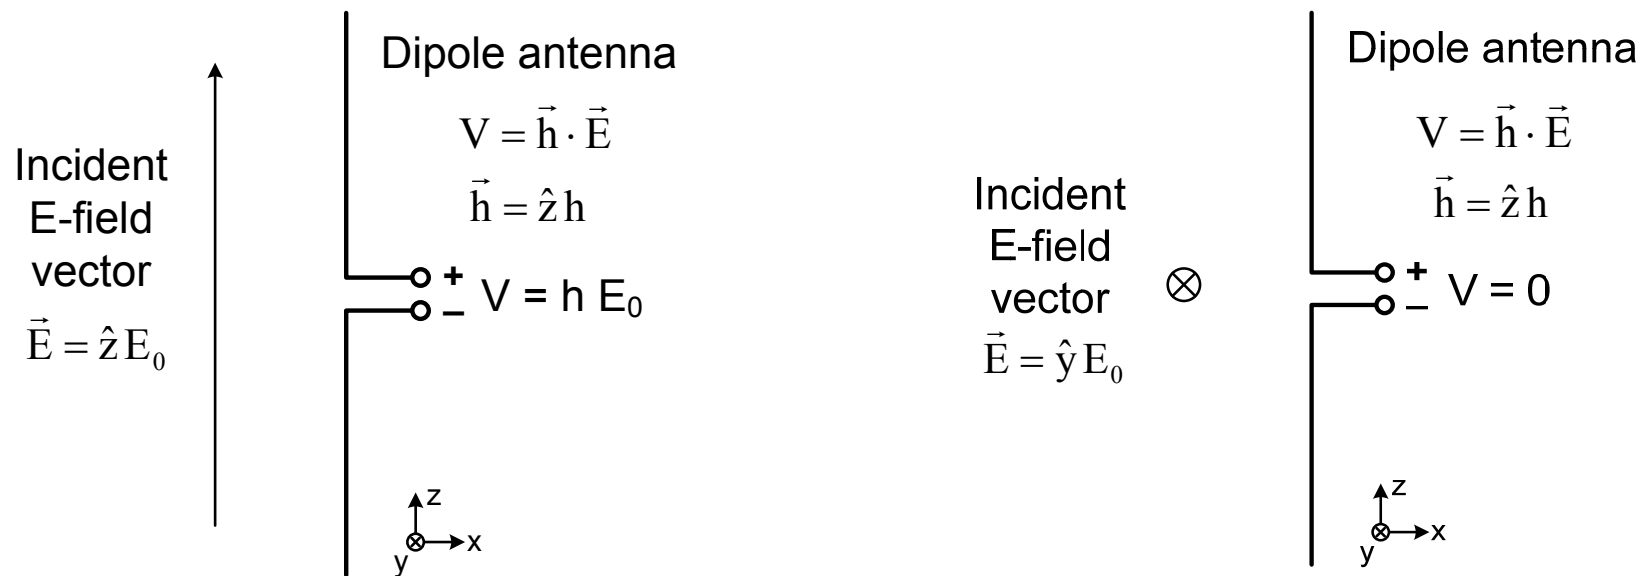 Dipole antenna
V⃗ = h⃗ · E⃗
h⃗ = ẑ h
Incident
E-field
vector
E⃗ = ẑ E₀
+
–
V = h E₀
z
x
y
Dipole antenna
V = h⃗ · E⃗
h⃗ = ẑ h
Incident
E-field
vector
E⃗ = ŷ E₀
+
–
V = 0
z
x
y